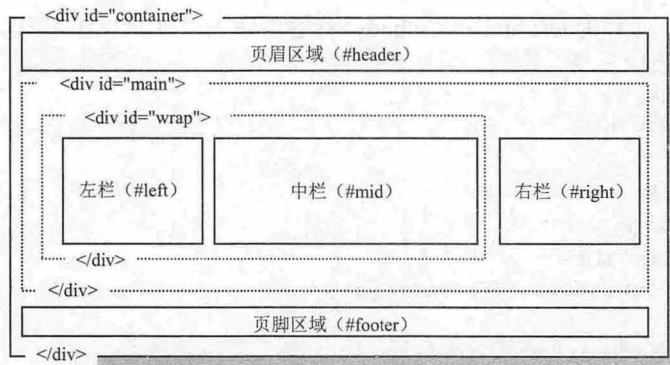 <div id="container">
页眉区域（#header）
<div id="main">
<div id="wrap">
左栏（#left）
中栏（#mid）
右栏（#right）
</div>
</div>
页脚区域（#footer）
</div>